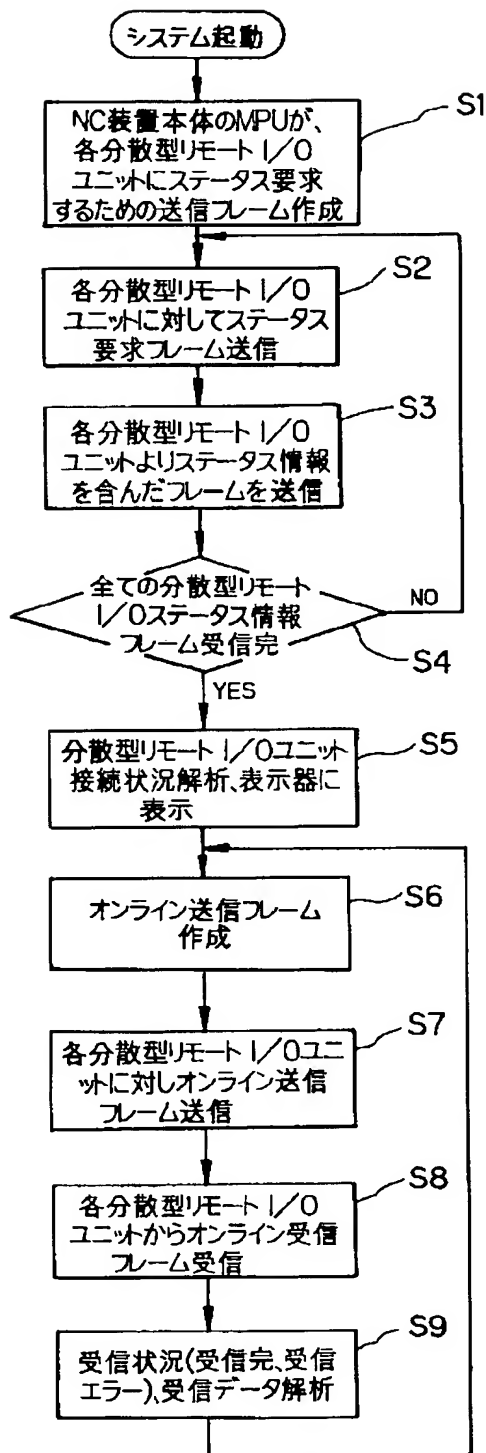 システム起動
S1
NC装置本体のMPUが、
各分散型リモートI/O
ユニットにステータス要求
するための送信フレーム作成
S2
各分散型リモートI/O
ユニットに対してステータス
要求フレーム送信
S3
各分散型リモートI/O
ユニットよりステータス情報
を含んだフレームを送信
全ての分散型リモート
I/Oステータス情報
フレーム受信完
NO
S4
YES
S5
分散型リモートI/Oユニット
接続状況解析、表示器に
表示
S6
オンライン送信フレーム
作成
S7
各分散型リモートI/Oユニ
ットに対しオンライン送信
フレーム送信
S8
各分散型リモートI/O
ユニットからオンライン受信
フレーム受信
S9
受信状況(受信完、受信
エラー)、受信データ解析